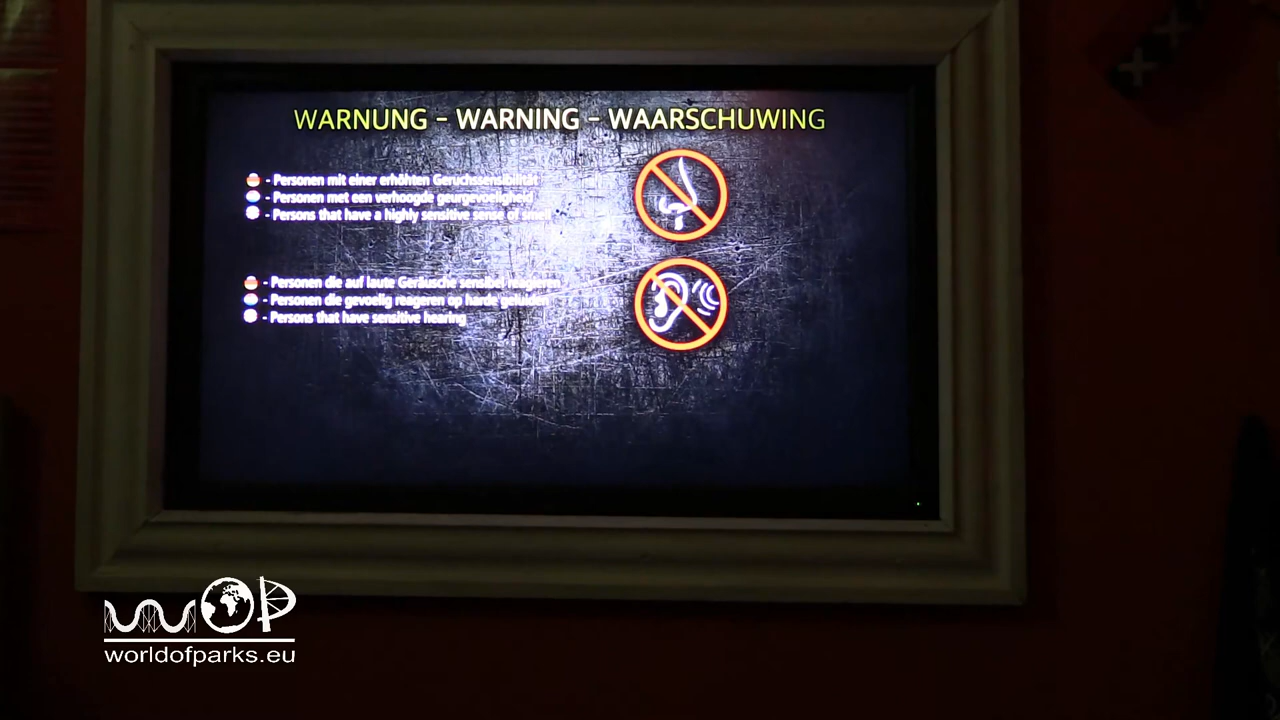 WARNUNG - WARNING - WAARSCHUWING
- Personen mit einer erhöhten Geruchssensibilität
- Personen met een verhoogde geurgevoeligheid
- Persons that have a highly sensitive sense of smell
- Personen die auf laute Geräusche sensibel reagieren
- Personen die gevoelig reageren op harde geluiden
- Persons that have sensitive hearing
WOP
worldofparks.eu